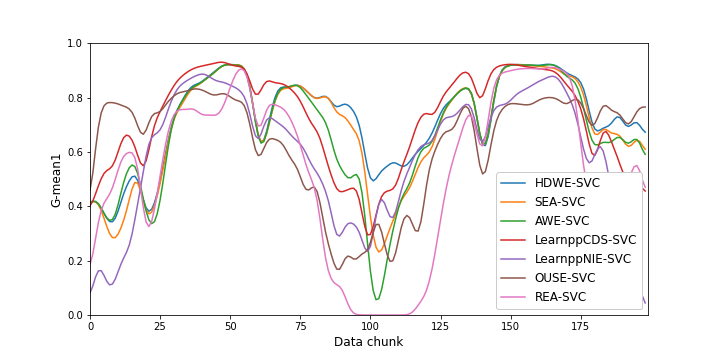 1.0
0.8
0.6
0.4
0.2
0.0
G-mean1
0 25 50 75 100 125 150 175
Data chunk
HDWE-SVC
SEA-SVC
AWE-SVC
LearnppCDS-SVC
LearnppNIE-SVC
OUSE-SVC
REA-SVC